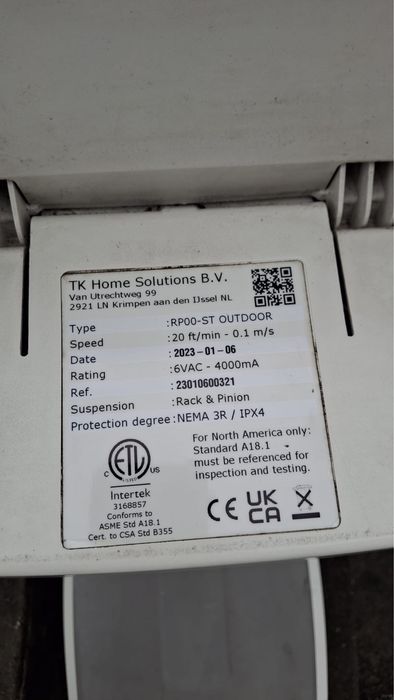 TK Home Solutions B.V.
Van Utrechtweg 99
2921 LN Krimpen aan den IJssel NL
Type :RP00-ST OUTDOOR
Speed :20 ft/min - 0.1 m/s
Date :2023-01-06
Rating :6VAC - 4000mA
Ref. :23010600321
Suspension :Rack & Pinion
Protection degree :NEMA 3R / IPX4
ETL
C US
Intertek
3168857
Conforms to
ASME Std A18.1
Cert. to CSA Std B355
For North America only:
Standard A18.1
must be referenced for
inspection and testing.
CE UK
CA